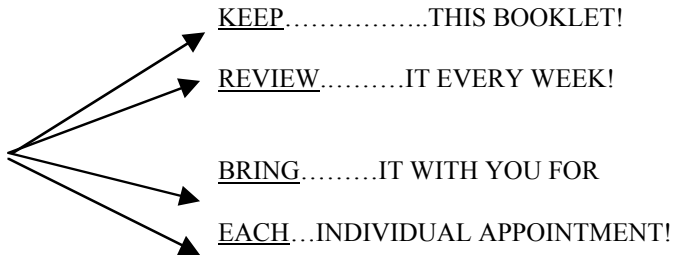 KEEP……………..THIS BOOKLET!
REVIEW.………IT EVERY WEEK!
BRING………IT WITH YOU FOR
EACH…INDIVIDUAL APPOINTMENT!